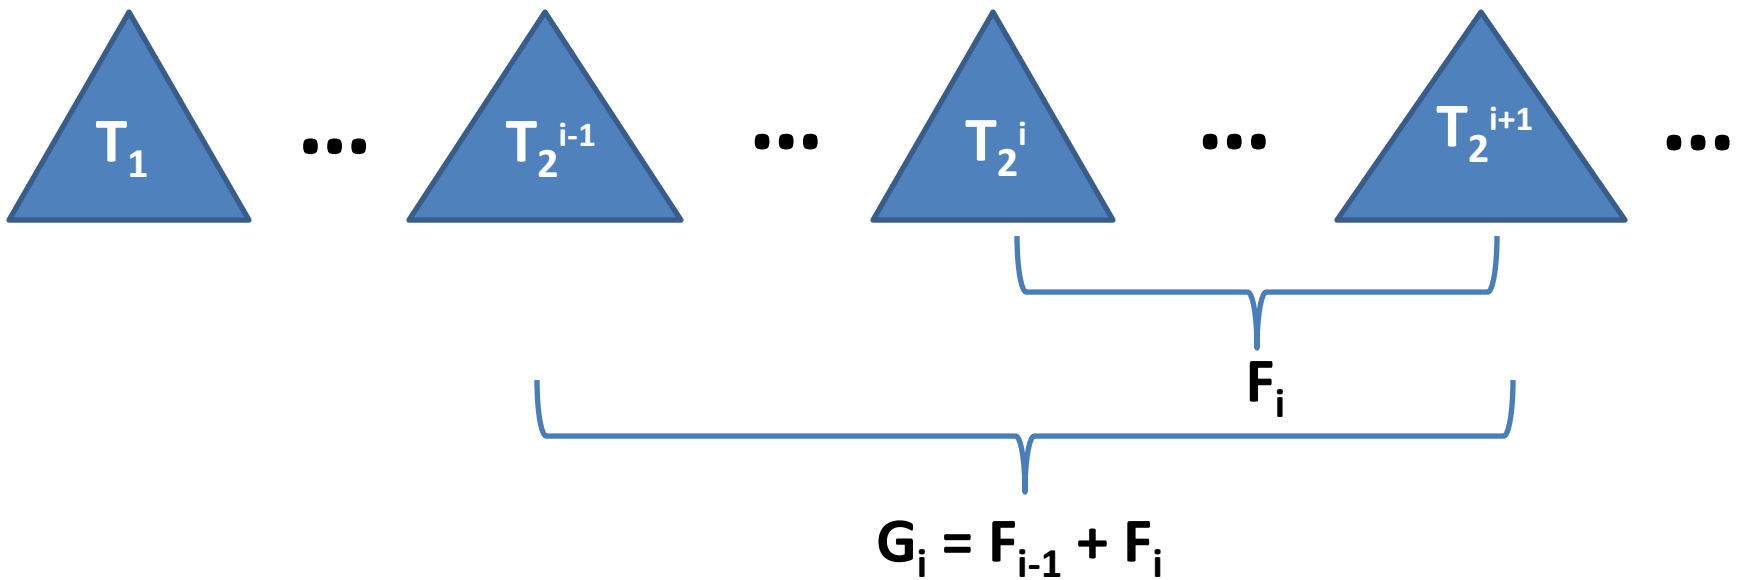 T₁ ... T₂ⁱ⁻¹ ... T₂ⁱ ... T₂ⁱ⁺¹ ...
Fᵢ
Gᵢ = Fᵢ₋₁ + Fᵢ